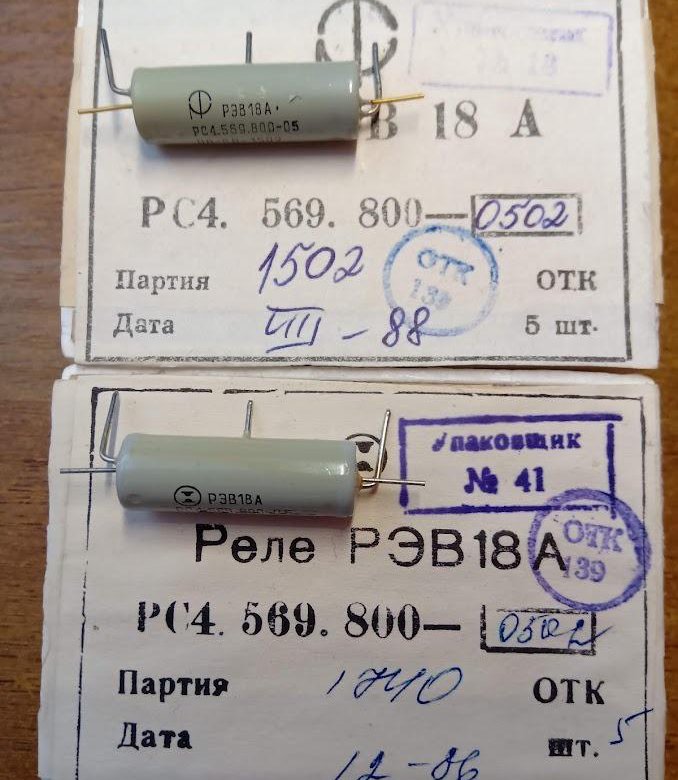 РЭВ18А
РС4.569.800-05
В 18 А
РС4. 569. 800— 0502
Партия 1502 ОТК
139
ОТК
Дата VIII - 88 5 шт.
Упаковщик
№ 41
РЭВ18А
Реле РЭВ18А
ОТК
139
РС4. 569. 800— 0502
Партия 1740 ОТК
Дата шт. 5
12-86